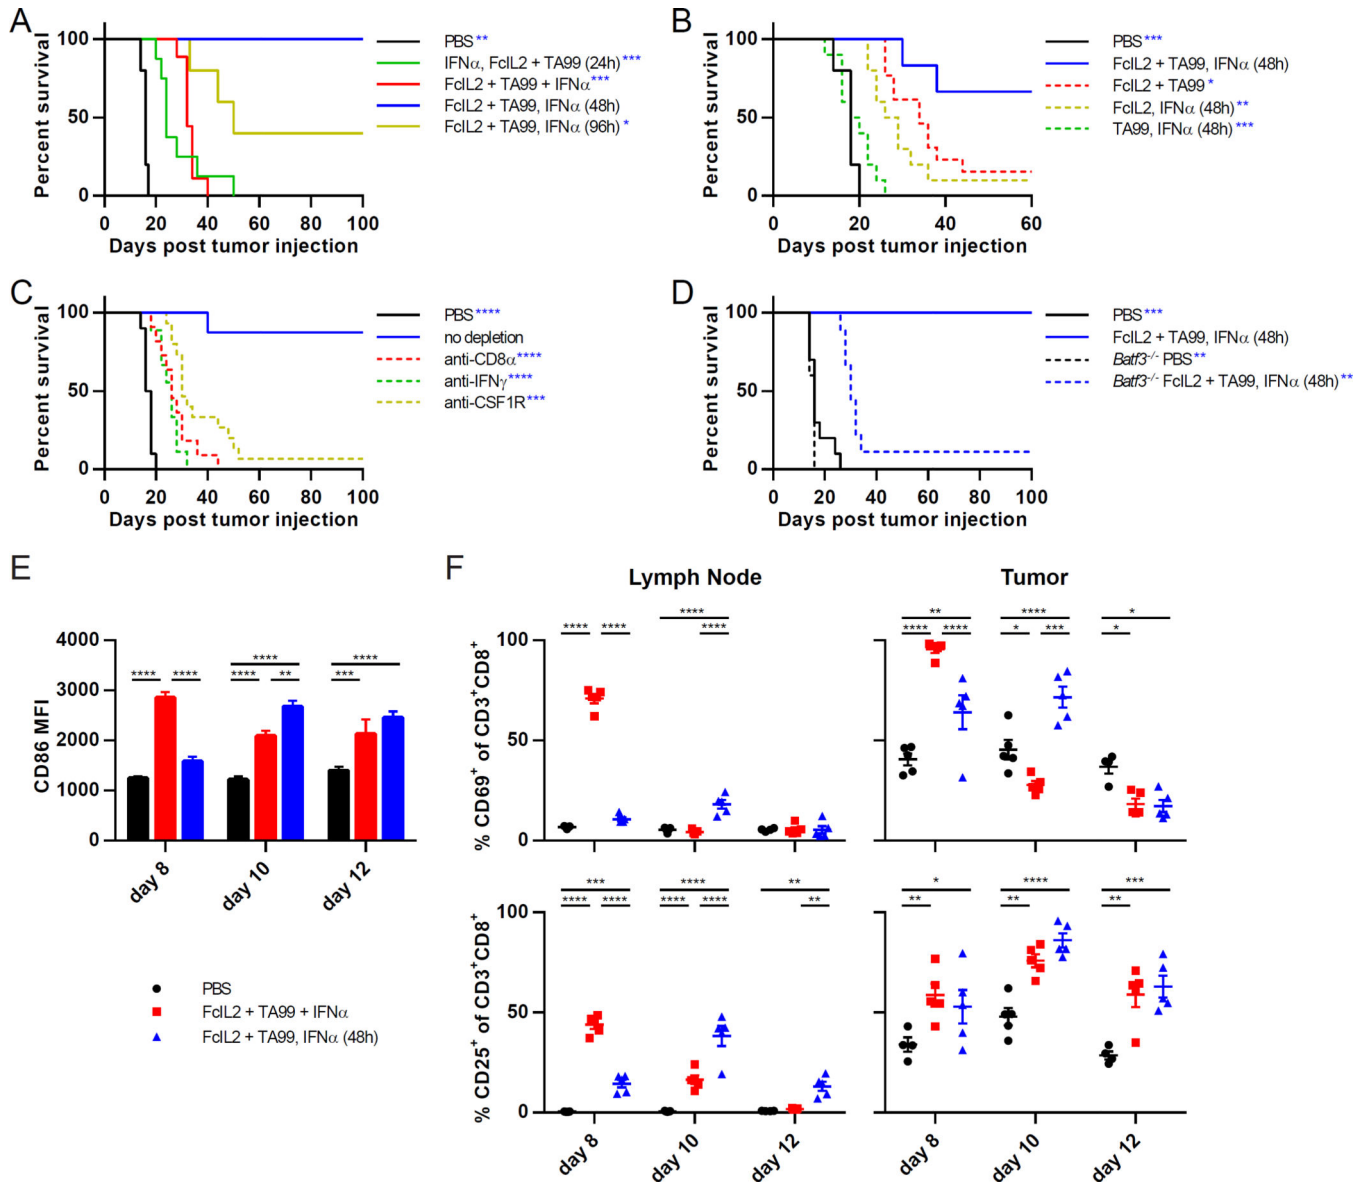 A
Percent survival
100
50
0
0 20 40 60 80 100
Days post tumor injection
PBS **
IFNα, FcIL2 + TA99 (24h) ***
FcIL2 + TA99 + IFNα ***
FcIL2 + TA99, IFNα (48h)
FcIL2 + TA99, IFNα (96h) *
B
Percent survival
100
50
0
0 20 40 60
Days post tumor injection
PBS ***
FcIL2 + TA99, IFNα (48h)
FcIL2 + TA99 *
FcIL2, IFNα (48h) **
TA99, IFNα (48h) ***
C
Percent survival
100
50
0
0 20 40 60 80 100
Days post tumor injection
PBS ****
no depletion
anti-CD8α ****
anti-IFNγ ****
anti-CSF1R ***
D
Percent survival
100
50
0
0 20 40 60 80 100
Days post tumor injection
PBS ***
FcIL2 + TA99, IFNα (48h)
Batf3-/- PBS **
Batf3-/- FcIL2 + TA99, IFNα (48h) **
E
CD86 MFI
4000
3000
2000
1000
0
**** ****
****
**** **
****
***
day 8 day 10 day 12
PBS
FcIL2 + TA99 + IFNα
FcIL2 + TA99, IFNα (48h)
F
Lymph Node Tumor
% CD69+ of CD3+CD8+
100
50
0
**** ****
****
****
**
**** ****
****
* ***
*
*
% CD25+ of CD3+CD8+
100
50
0
***
**** ****
****
**** ****
**
**
*
**
****
**
***
**
day 8 day 10 day 12
day 8 day 10 day 12